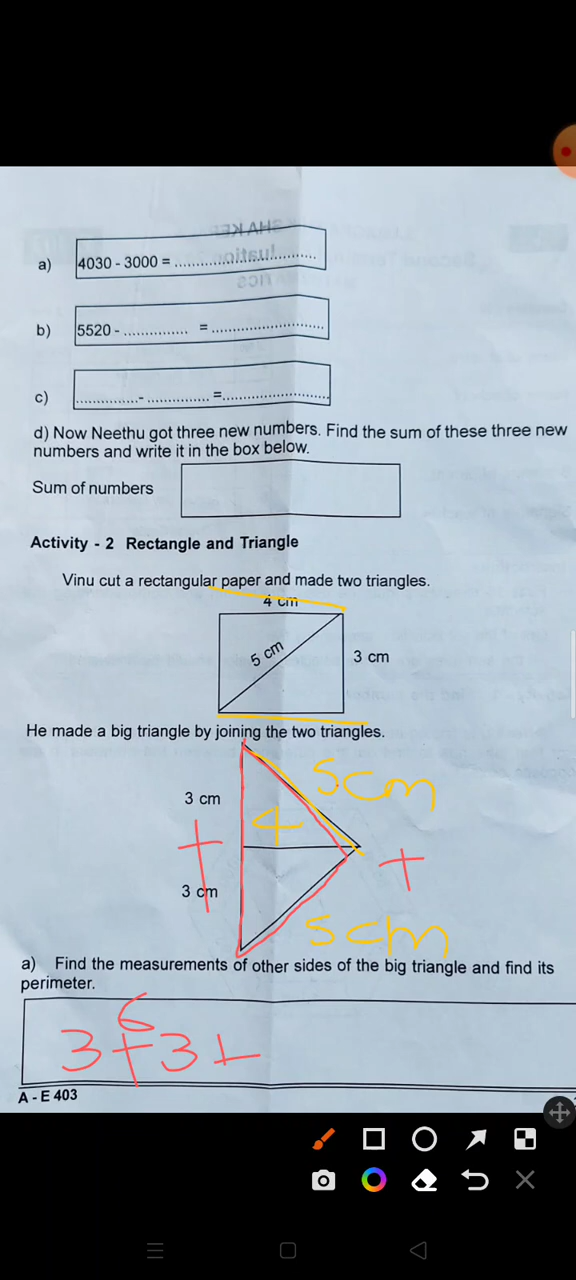 a) 4030 - 3000 = ........................
b) 5520 - .............. = ........................
c) ..............- .............. =........................
d) Now Neethu got three new numbers. Find the sum of these three new
numbers and write it in the box below.
Sum of numbers
Activity - 2 Rectangle and Triangle
Vinu cut a rectangular paper and made two triangles.
4 cm
5 cm
3 cm
He made a big triangle by joining the two triangles.
5cm
3 cm
4
+
+
3 cm
5cm
a) Find the measurements of other sides of the big triangle and find its
perimeter.
6
3+3+
A - E 403